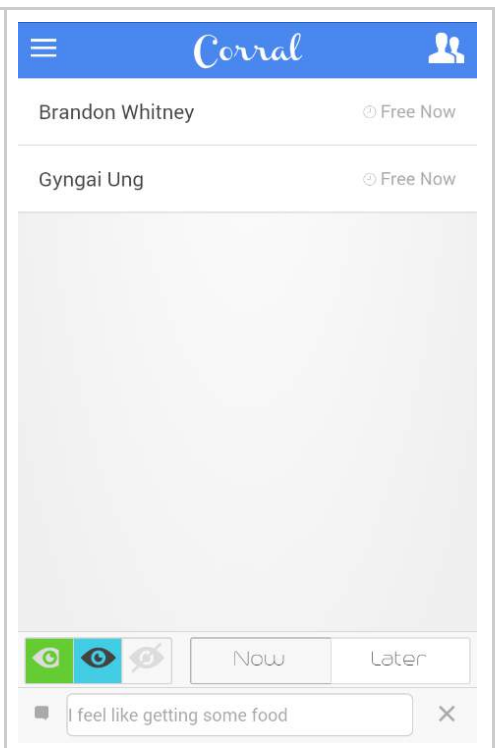 Corral
Brandon Whitney Free Now
Gyngai Ung Free Now
Now Later
I feel like getting some food